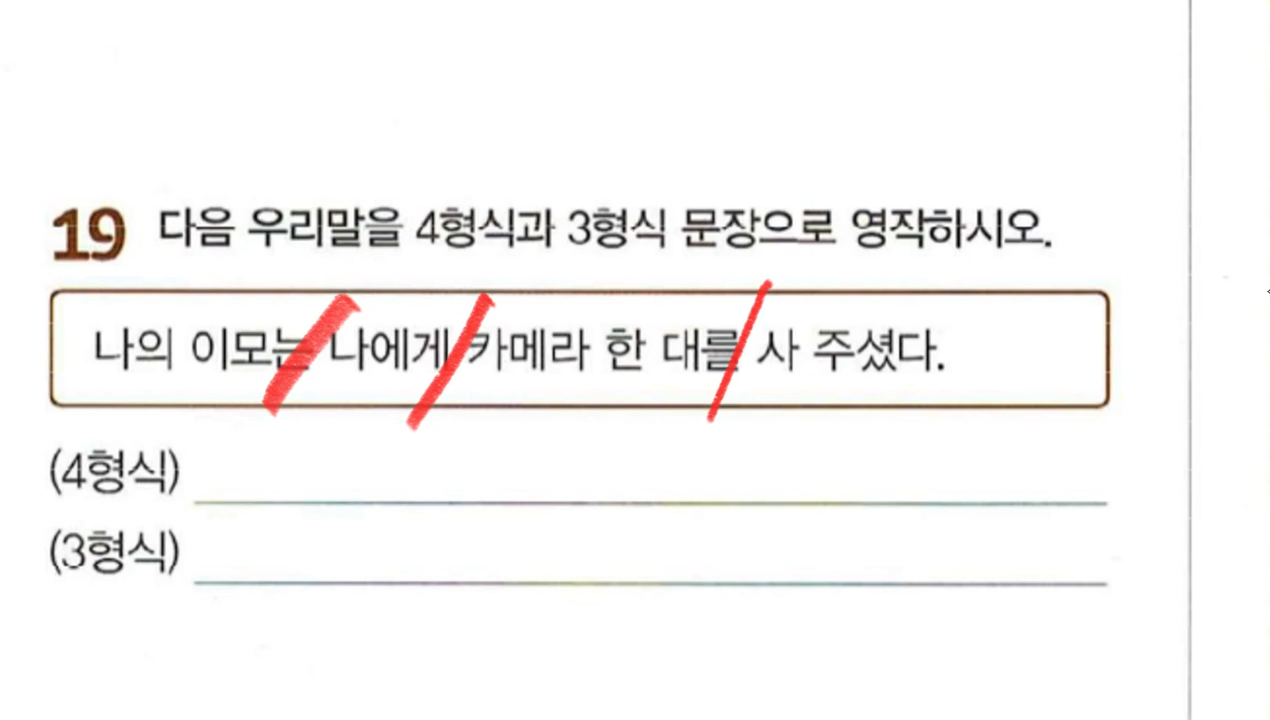 19 다음 우리말을 4형식과 3형식 문장으로 영작하시오.
나의 이모는 나에게 카메라 한 대를 사 주셨다.
(4형식)
(3형식)